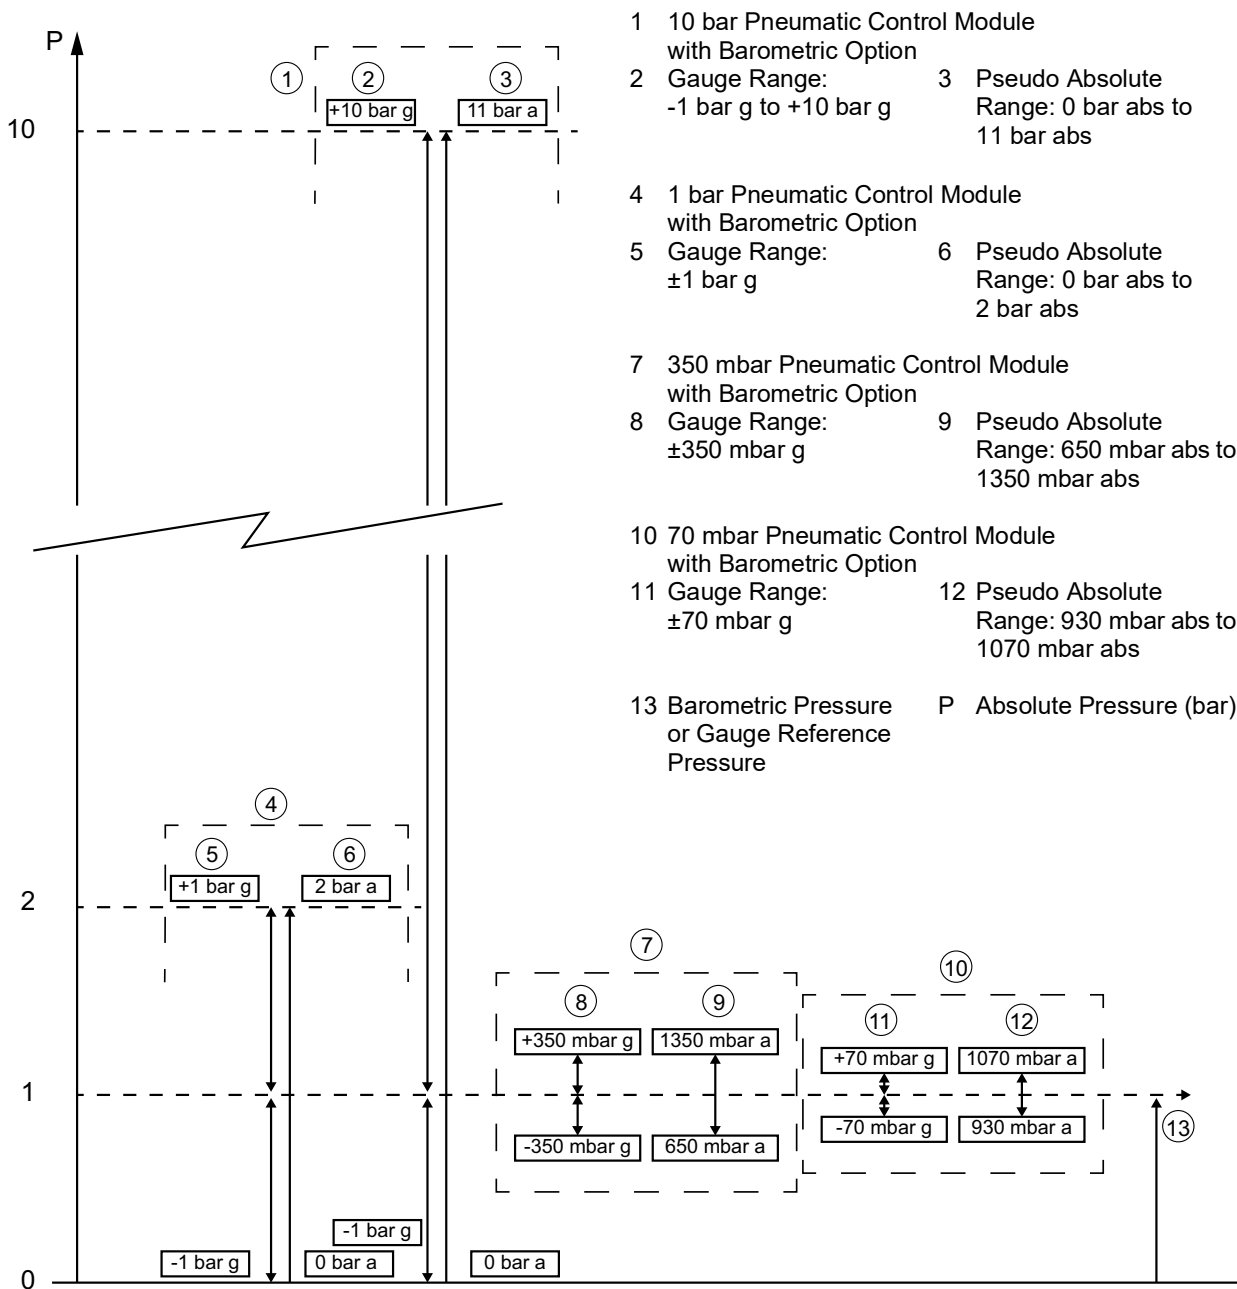 P
10
1
2
3
+10 bar g
11 bar a
1 10 bar Pneumatic Control Module
with Barometric Option
2 Gauge Range:
-1 bar g to +10 bar g
3 Pseudo Absolute
Range: 0 bar abs to
11 bar abs
4 1 bar Pneumatic Control Module
with Barometric Option
5 Gauge Range:
±1 bar g
6 Pseudo Absolute
Range: 0 bar abs to
2 bar abs
7 350 mbar Pneumatic Control Module
with Barometric Option
8 Gauge Range:
±350 mbar g
9 Pseudo Absolute
Range: 650 mbar abs to
1350 mbar abs
10 70 mbar Pneumatic Control Module
with Barometric Option
11 Gauge Range:
±70 mbar g
12 Pseudo Absolute
Range: 930 mbar abs to
1070 mbar abs
13 Barometric Pressure
or Gauge Reference
Pressure
P Absolute Pressure (bar)
4
5
6
+1 bar g
2 bar a
2
7
8
9
+350 mbar g
1350 mbar a
10
11
12
+70 mbar g
1070 mbar a
1
-350 mbar g
650 mbar a
-70 mbar g
930 mbar a
13
-1 bar g
-1 bar g
0 bar a
0 bar a
0